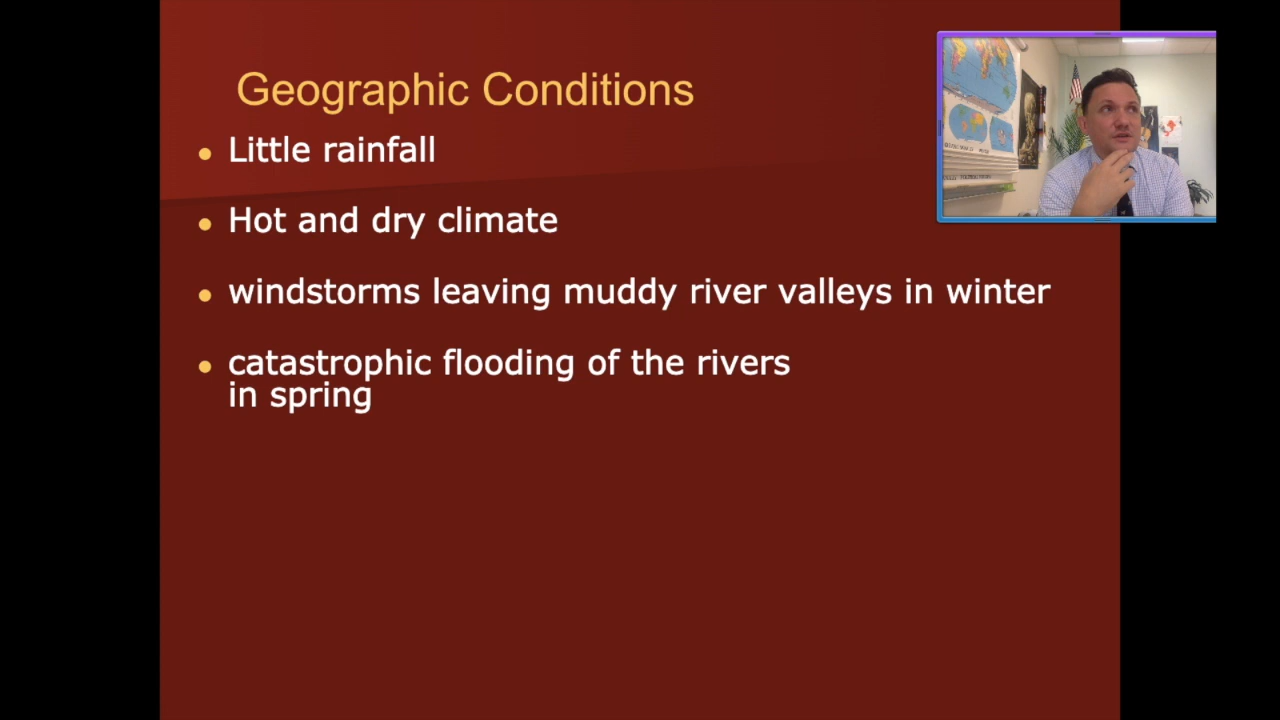 Geographic Conditions
Little rainfall
Hot and dry climate
windstorms leaving muddy river valleys in winter
catastrophic flooding of the rivers
in spring